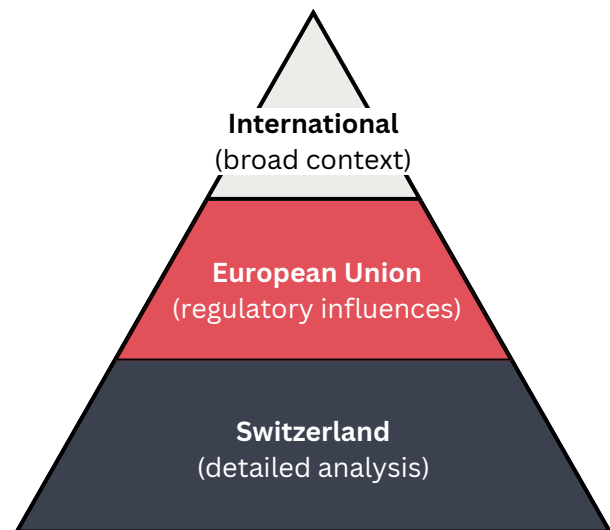 International
(broad context)
European Union
(regulatory influences)
Switzerland
(detailed analysis)